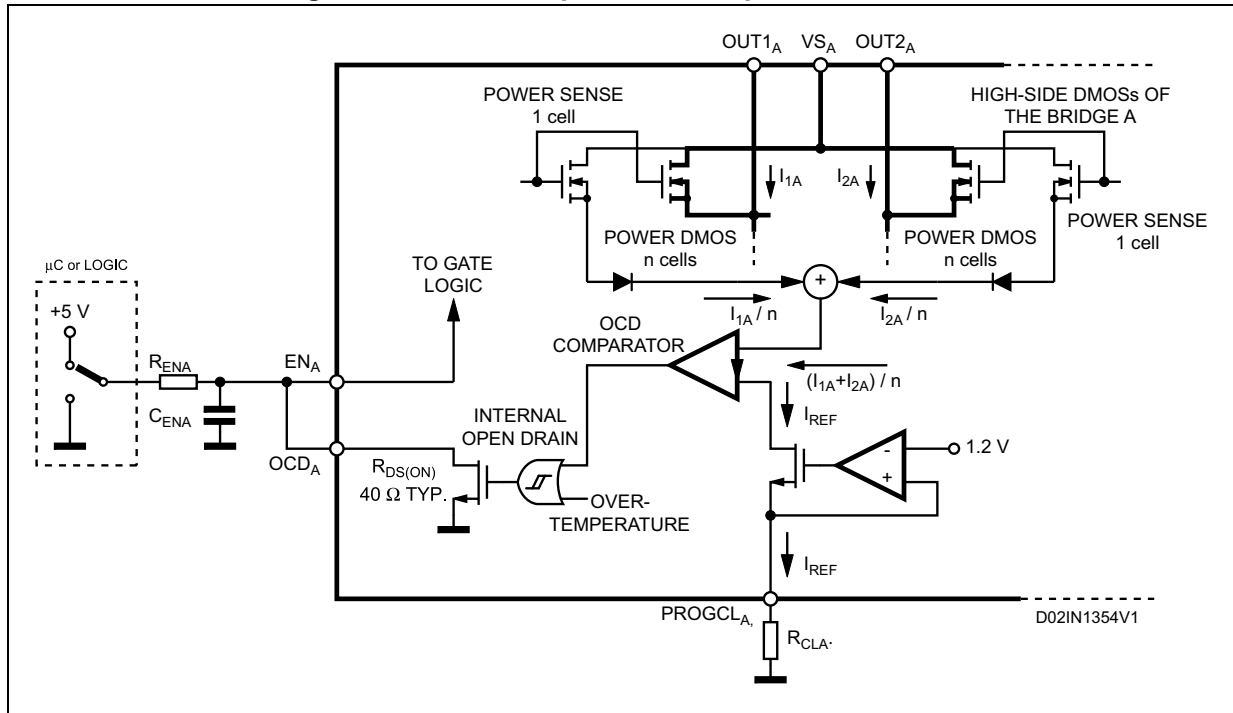 OUT1A VSA OUT2A
POWER SENSE
1 cell
HIGH-SIDE DMOSs OF
THE BRIDGE A
I1A
I2A
POWER SENSE
1 cell
POWER DMOS
n cells
POWER DMOS
n cells
μC or LOGIC
TO GATE
LOGIC
+
+5 V
I1A / n
I2A / n
OCD
COMPARATOR
RENA
ENA
(I1A+I2A) / n
CENA
INTERNAL
OPEN DRAIN
IREF
1.2 V
-
+
OCDA
RDS(ON)
40 Ω TYP.
OVER-
TEMPERATURE
IREF
PROGCLA,
D02IN1354V1
RCLA.